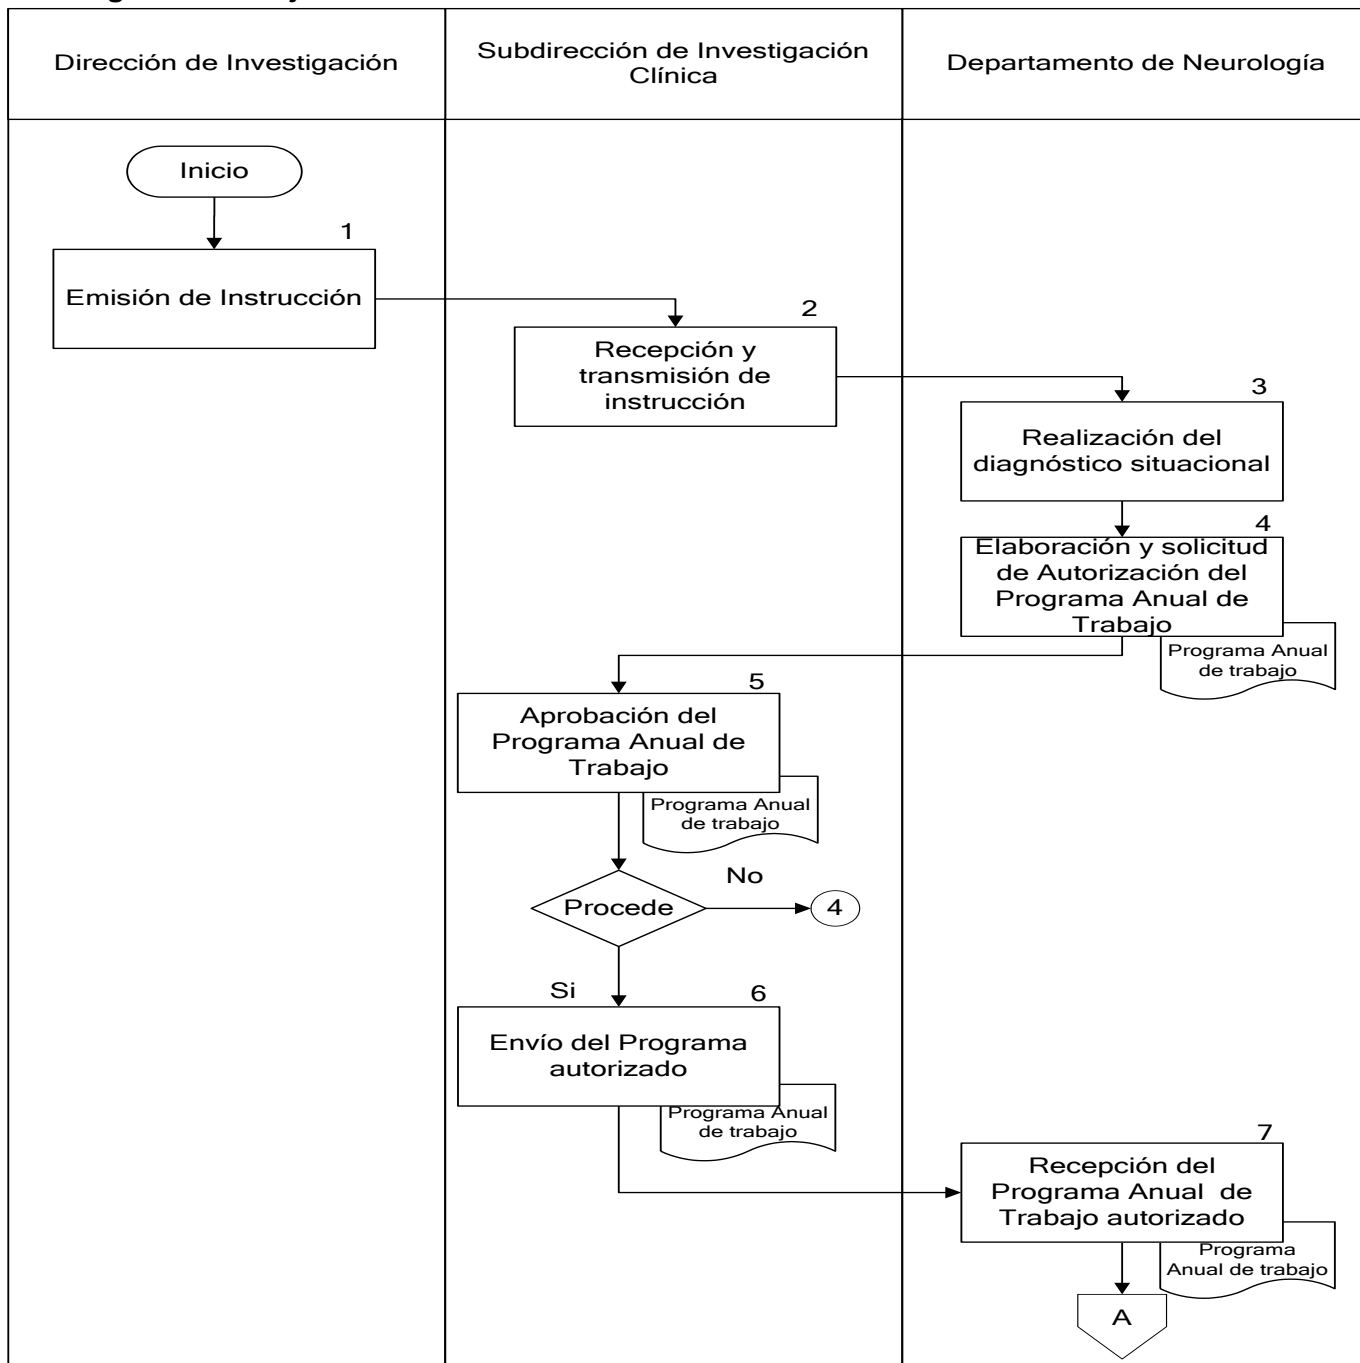 Dirección de Investigación
Subdirección de Investigación
Clínica
Departamento de Neurología
Inicio
1
Emisión de Instrucción
2
Recepción y
transmisión de
instrucción
3
Realización del
diagnóstico situacional
4
Elaboración y solicitud
de Autorización del
Programa Anual de
Trabajo
Programa Anual
de trabajo
5
Aprobación del
Programa Anual de
Trabajo
Programa Anual
de trabajo
Procede
No
4
Si
6
Envío del Programa
autorizado
Programa Anual
de trabajo
7
Recepción del
Programa Anual de
Trabajo autorizado
Programa
Anual de trabajo
A